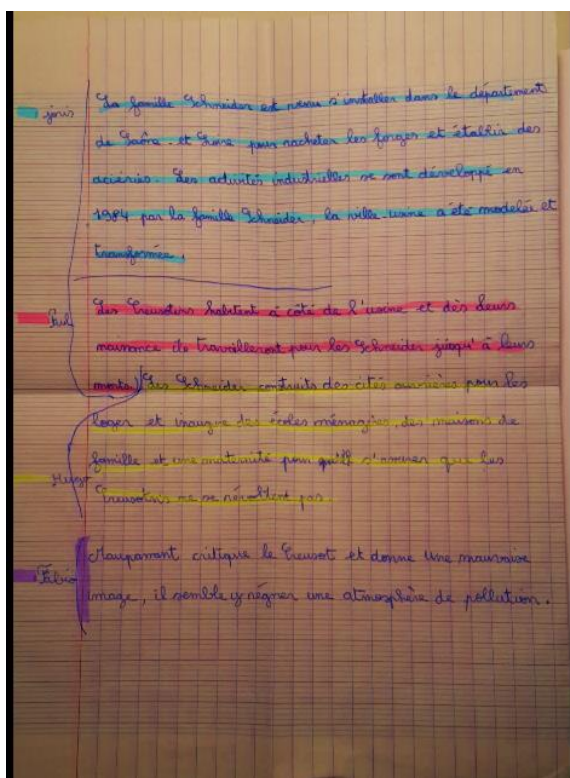 La famille Schneider est venu s'installer dans le département
joris
de Saône-et-Loire pour racheter les forges et établir des
aciéries. Les activités industrielles se sont développé en
1984 par la famille Schneider, la ville-usine a été modelée et
transformée.
Les Creusotins habitent à côté de l'usine et dès leurs
Paul
naissance ils travailleront pour les Schneider jusqu'à leurs
morts. Les Schneider construits des cités ouvrières pour les
loger et inaugure des écoles ménagères, des maisons de
famille et une maternité pour s'assurer que les
Hugo
Creusotins ne se révoltent pas.
Maupassant critique le Creusot et donne une mauvaise
image, il semble y régner une atmosphère de pollution.